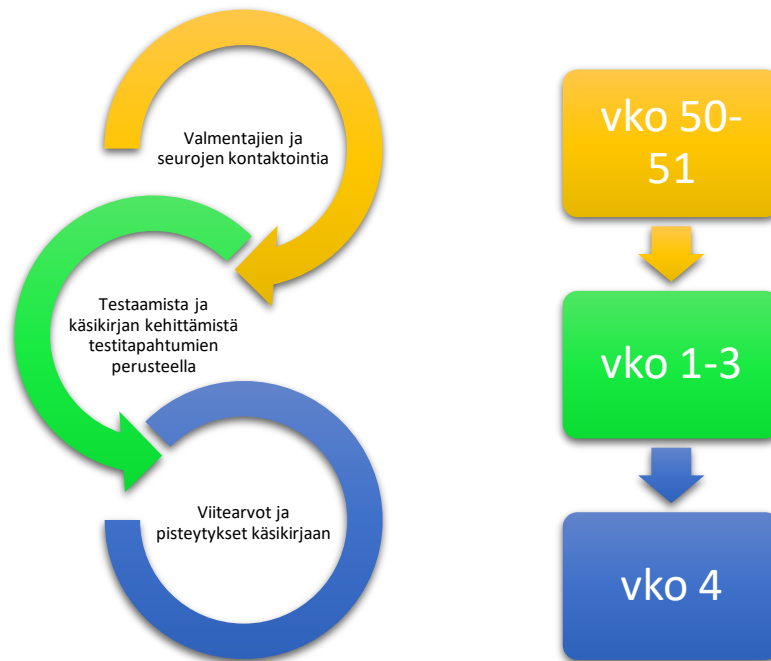 Valmentajien ja
seurojen kontaktointia
vko 50-
51
Testaamista ja
käsikirjan kehittämistä
testitapahtumien
perusteella
vko 1-3
Viitearvot ja
pisteytykset käsikirjaan
vko 4